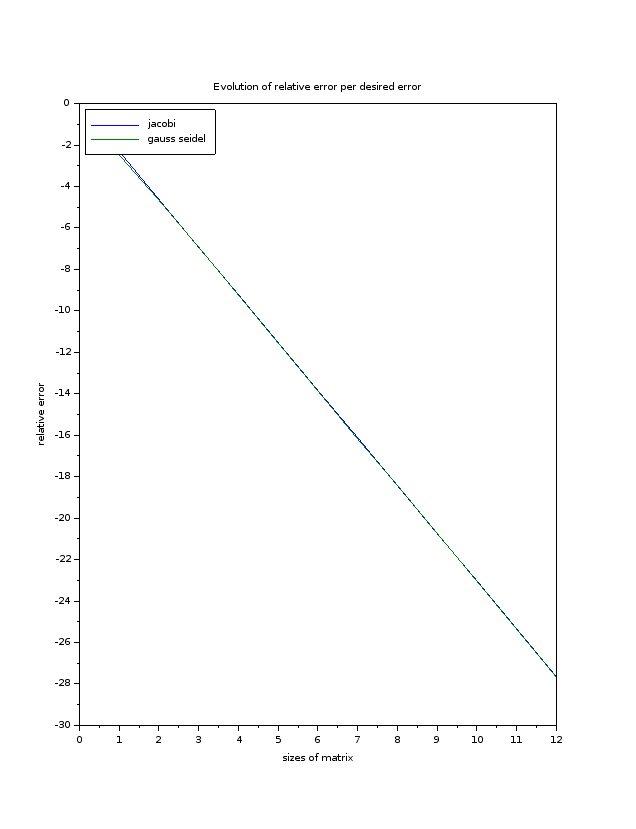 Evolution of relative error per desired error
jacobi
gauss seidel
0
-2
-4
-6
-8
-10
-12
-14
-16
-18
-20
-22
-24
-26
-28
-30
relative error
0 1 2 3 4 5 6 7 8 9 10 11 12
sizes of matrix